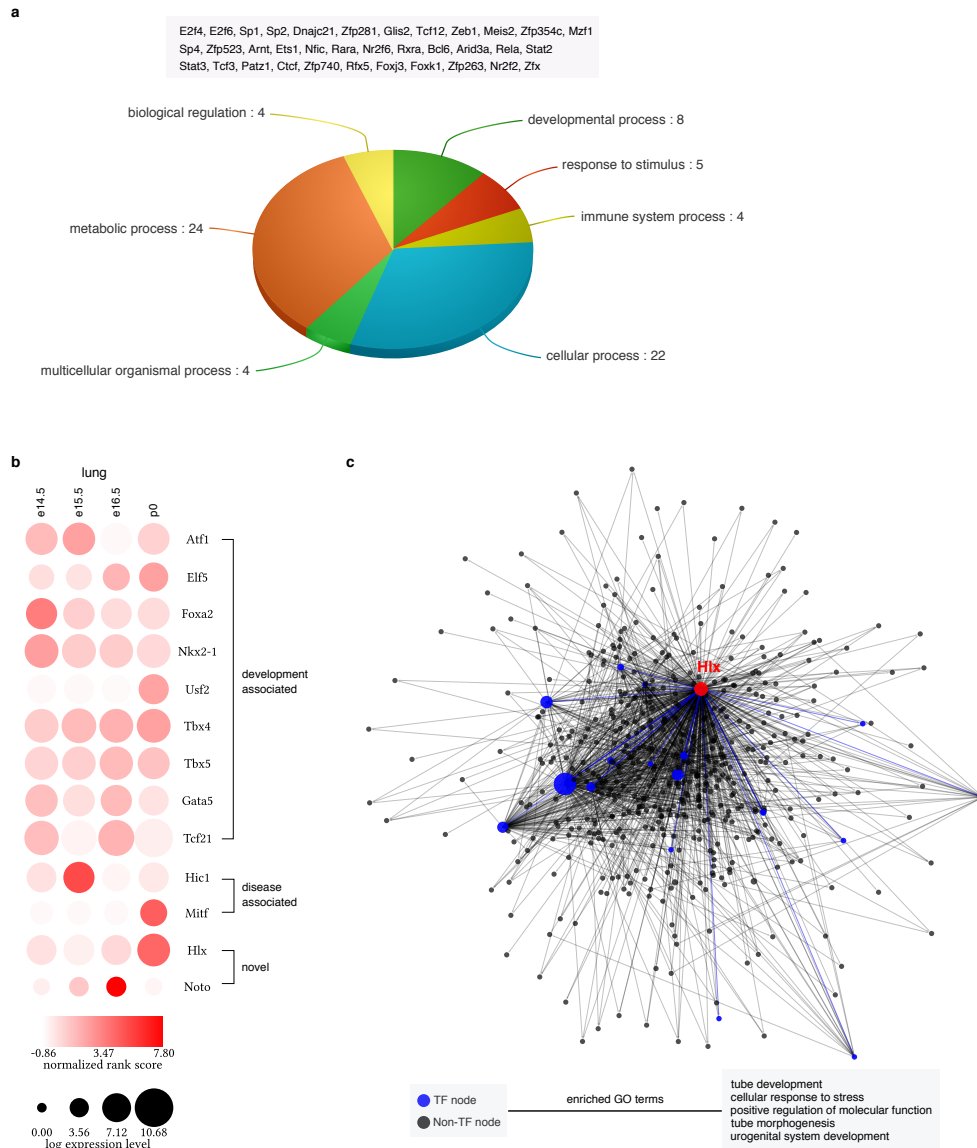 a
E2f4, E2f6, Sp1, Sp2, Dnajc21, Zfp281, Glis2, Tcf12, Zeb1, Meis2, Zfp354c, Mzf1
Sp4, Zfp523, Arnt, Ets1, Nfic, Rara, Nr2f6, Rxra, Bcl6, Arid3a, Rela, Stat2
Stat3, Tcf3, Patz1, Ctcf, Zfp740, Rfx5, Foxj3, Foxk1, Zfp263, Nr2f2, Zfx
biological regulation : 4
developmental process : 8
response to stimulus : 5
immune system process : 4
metabolic process : 24
cellular process : 22
multicellular organismal process : 4
b
lung
e14.5
e15.5
e16.5
p0
Atf1
Elf5
Foxa2
Nkx2-1
Usf2
Tbx4
Tbx5
Gata5
Tcf21
Hic1
Mitf
Hlx
Noto
development
associated
disease
associated
novel
-0.86 3.47 7.80
normalized rank score
0.00 3.56 7.12 10.68
log expression level
c
Hlx
TF node
Non-TF node
enriched GO terms
tube development
cellular response to stress
positive regulation of molecular function
tube morphogenesis
urogenital system development